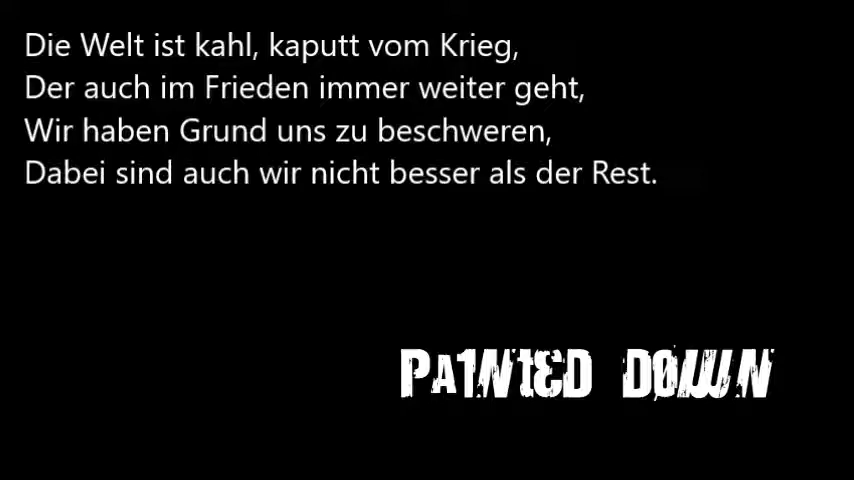 Die Welt ist kahl, kaputt vom Krieg,
Der auch im Frieden immer weiter geht,
Wir haben Grund uns zu beschweren,
Dabei sind auch wir nicht besser als der Rest.
PAINTED DOWN